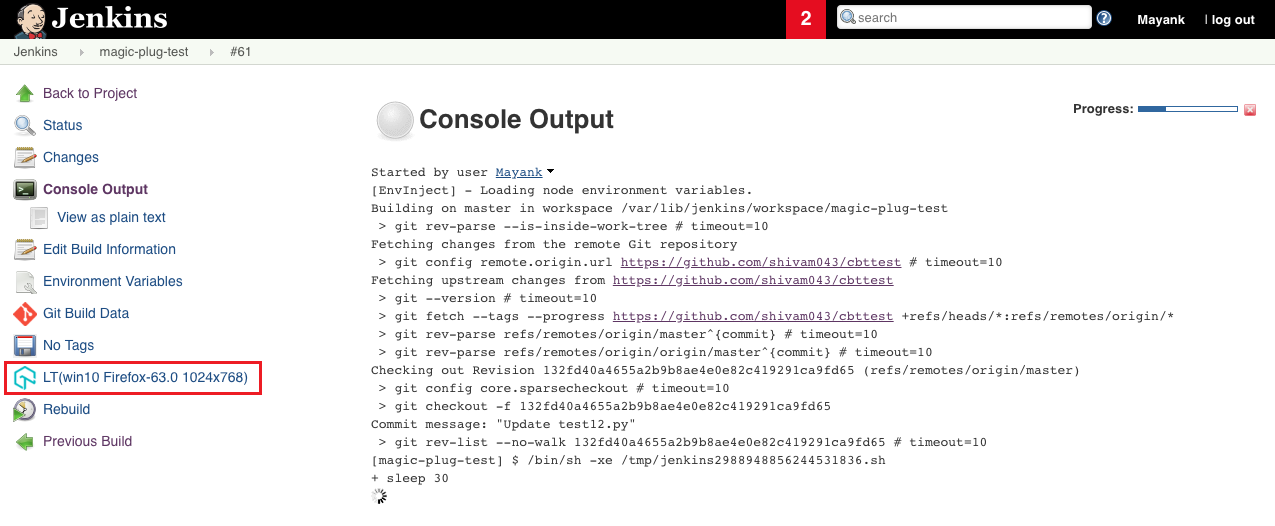 Jenkins
2
search
?
Mayank
| log out
Jenkins
magic-plug-test
#61
Back to Project
Status
Changes
Console Output
View as plain text
Edit Build Information
Environment Variables
Git Build Data
No Tags
LT(win10 Firefox-63.0 1024x768)
Rebuild
Previous Build
Console Output
Progress:
Started by user Mayank
[EnvInject] - Loading node environment variables.
Building on master in workspace /var/lib/jenkins/workspace/magic-plug-test
> git rev-parse --is-inside-work-tree # timeout=10
Fetching changes from the remote Git repository
> git config remote.origin.url https://github.com/shivam043/cbttest # timeout=10
Fetching upstream changes from https://github.com/shivam043/cbttest
> git --version # timeout=10
> git fetch --tags --progress https://github.com/shivam043/cbttest +refs/heads/*:refs/remotes/origin/*
> git rev-parse refs/remotes/origin/master^{commit} # timeout=10
> git rev-parse refs/remotes/origin/origin/master^{commit} # timeout=10
Checking out Revision 132fd40a4655a2b9b8ae4e0e82c419291ca9fd65 (refs/remotes/origin/master)
> git config core.sparsecheckout # timeout=10
> git checkout -f 132fd40a4655a2b9b8ae4e0e82c419291ca9fd65
Commit message: "Update test12.py"
> git rev-list --no-walk 132fd40a4655a2b9b8ae4e0e82c419291ca9fd65 # timeout=10
[magic-plug-test] $ /bin/sh -xe /tmp/jenkins2988948856244531836.sh
+ sleep 30